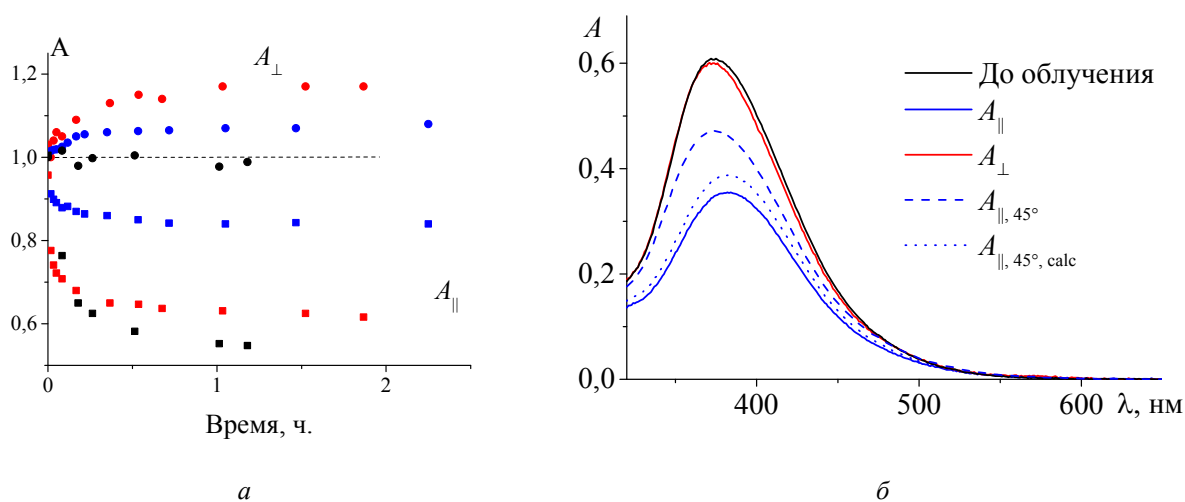 A
1,2
1,0
0,8
0,6
A⊥
A||
0
1
2
Время, ч.
а
A
0,6
0,4
0,2
0,0
До облучения
A||
A⊥
A||, 45°
A||, 45°, calc
400
500
600
λ, нм
б